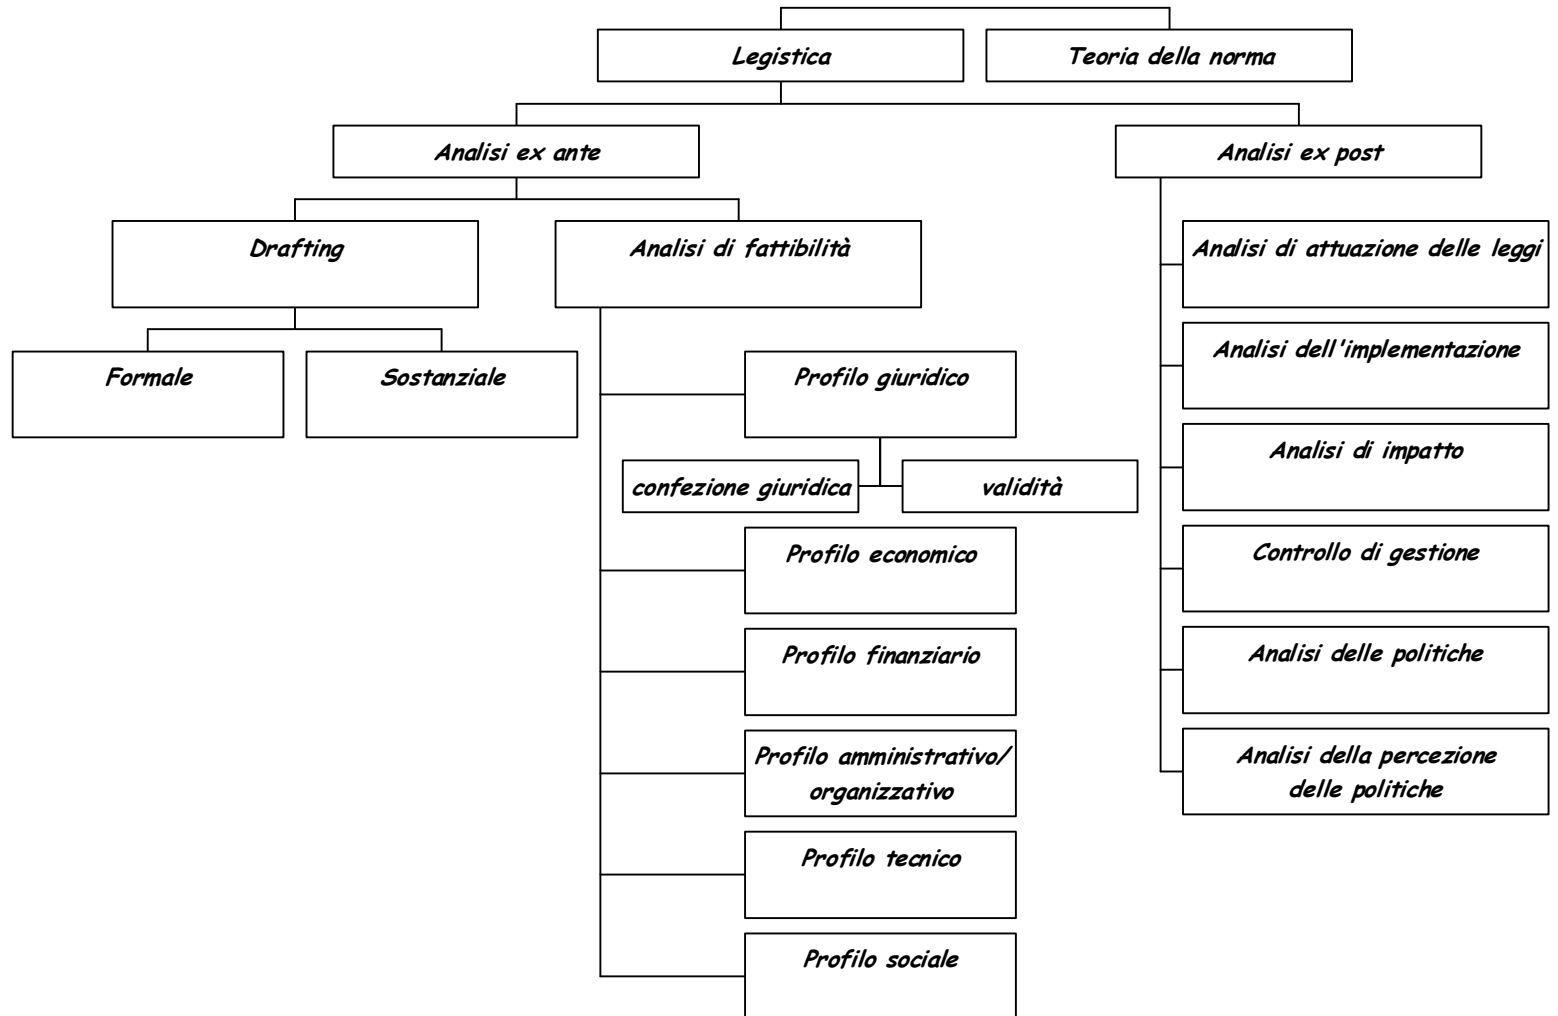 Legistica
Teoria della norma
Analisi ex ante
Analisi ex post
Drafting
Analisi di fattibilità
Formale
Sostanziale
Profilo giuridico
confezione giuridica
validità
Profilo economico
Profilo finanziario
Profilo amministrativo/
organizzativo
Profilo tecnico
Profilo sociale
Analisi di attuazione delle leggi
Analisi dell'implementazione
Analisi di impatto
Controllo di gestione
Analisi delle politiche
Analisi della percezione
delle politiche